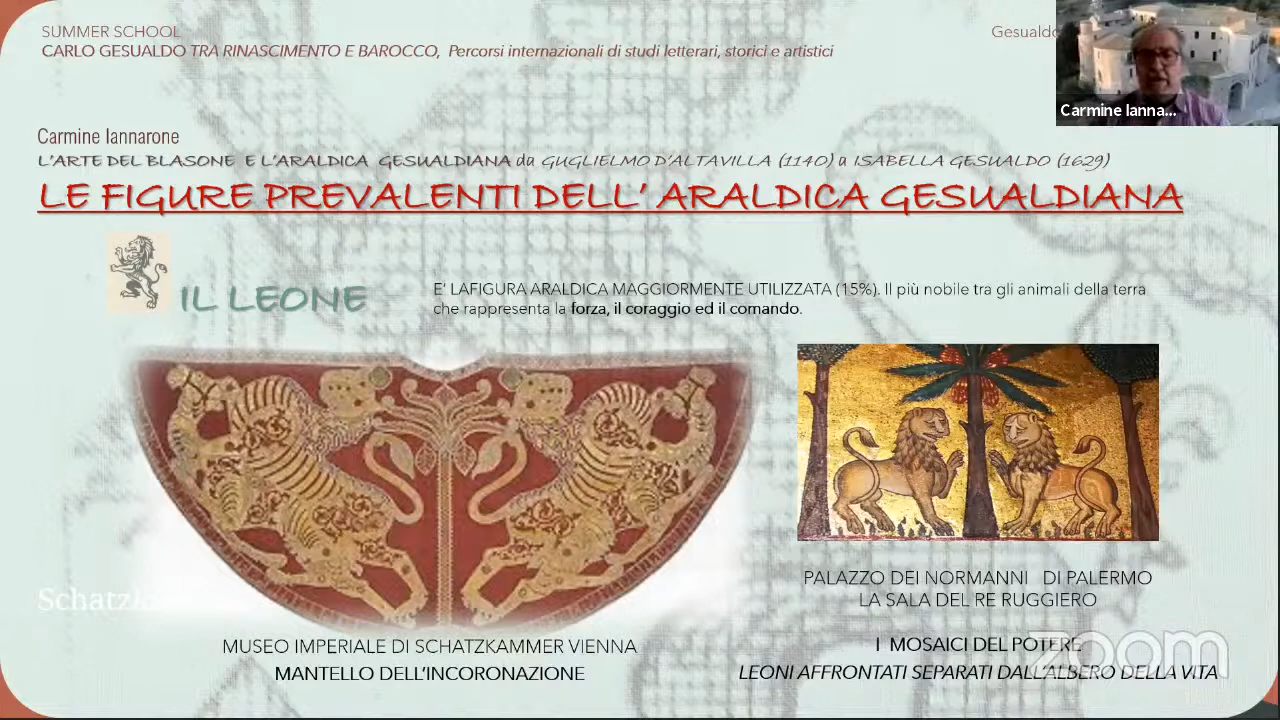 SUMMER SCHOOL
CARLO GESUALDO TRA RINASCIMENTO E BAROCCO, Percorsi internazionali di studi letterari, storici e artistici
Gesualdo
Carmine Ianna...
Carmine Iannarone
L'ARTE DEL BLASONE E L'ARALDICA GESUALDIANA da GUGLIELMO D'ALTAVILLA (1140) a ISABELLA GESUALDO (1629)
LE FIGURE PREVALENTI DELL' ARALDICA GESUALDIANA
IL LEONE
E' LAFIGURA ARALDICA MAGGIORMENTE UTILIZZATA (15%). Il più nobile tra gli animali della terra
che rappresenta la forza, il coraggio ed il comando.
PALAZZO DEI NORMANNI DI PALERMO
LA SALA DEL RE RUGGIERO
MUSEO IMPERIALE DI SCHATZKAMMER VIENNA
MANTELLO DELL'INCORONAZIONE
I MOSAICI DEL POTERE
LEONI AFFRONTATI SEPARATI DALL'ALBERO DELLA VITA
zoom